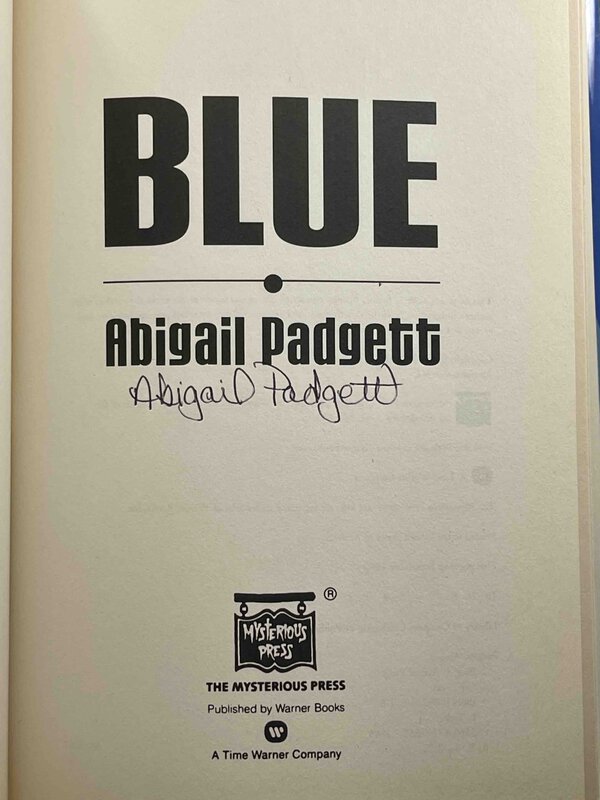 BLUE
Abigail Padgett
Abigail Padgett
®
MYSTERIOUS
PRESS
THE MYSTERIOUS PRESS
Published by Warner Books
A Time Warner Company